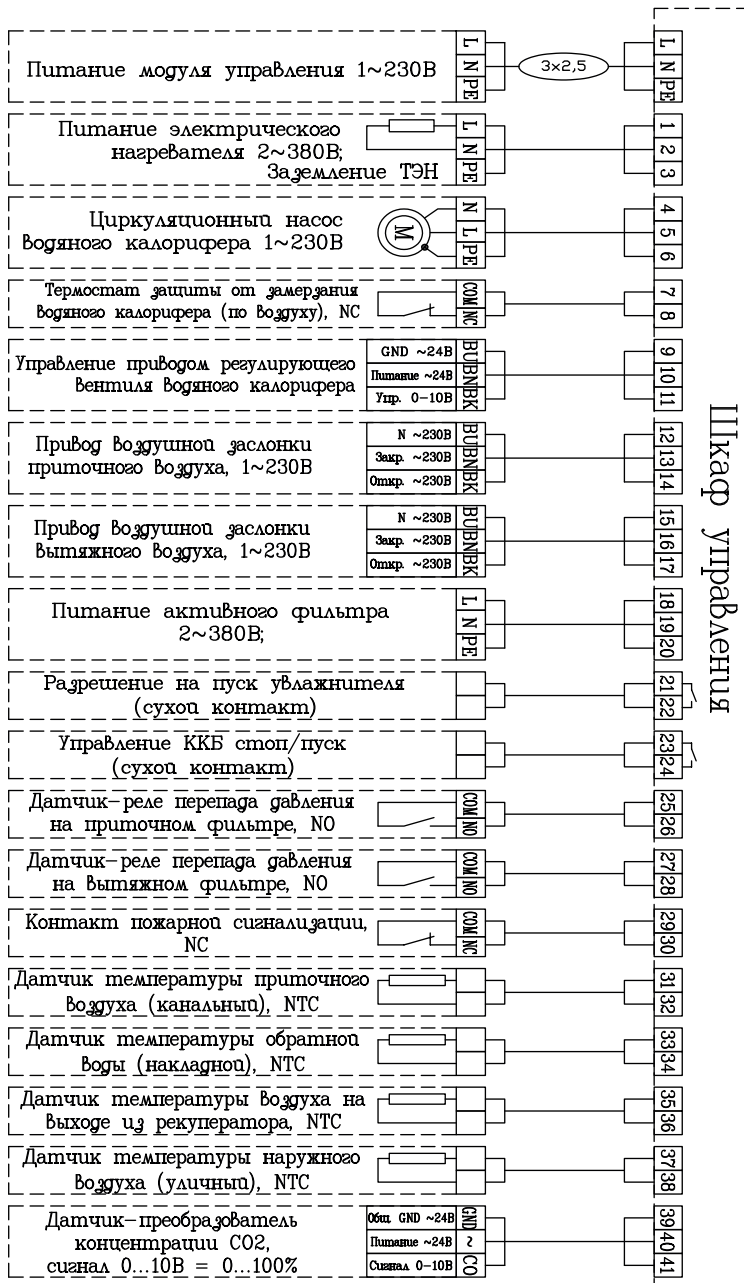 Питание модуля управления 1~230В
L
N
PE
3x2,5
L
N
PE
Питание электрического
нагревателя 2~380В;
Заземление ТЭН
L
N
PE
1
2
3
Циркуляционный насос
водяного калорифера 1~230В
M
N
L
PE
4
5
6
Термостат защиты от замерзания
водяного калорифера (по воздуху), NC
COM
NC
7
8
Управление приводом регулирующего
вентиля водяного калорифера
GND ~24В
Питание ~24В
Упр. 0-10В
BU
BN
BK
9
10
11
Привод воздушной заслонки
приточного воздуха, 1~230В
N ~230В
Закр. ~230В
Откр. ~230В
BU
BN
BK
12
13
14
Привод воздушной заслонки
вытяжного воздуха, 1~230В
N ~230В
Закр. ~230В
Откр. ~230В
BU
BN
BK
15
16
17
Питание активного фильтра
2~380В;
L
N
PE
18
19
20
Разрешение на пуск увлажнителя
(сухой контакт)
21
22
Управление ККБ стоп/пуск
(сухой контакт)
23
24
Датчик-реле перепада давления
на приточном фильтре, NO
COM
NO
25
26
Датчик-реле перепада давления
на вытяжном фильтре, NO
COM
NO
27
28
Контакт пожарной сигнализации,
NC
COM
NC
29
30
Датчик температуры приточного
воздуха (канальный), NTC
31
32
Датчик температуры обратной
воды (накладной), NTC
33
34
Датчик температуры воздуха на
выходе из рекуператора, NTC
35
36
Датчик температуры наружного
воздуха (уличный), NTC
37
38
Датчик-преобразователь
концентрации CO2,
сигнал 0...10В = 0...100%
Общ. GND ~24В
Питание ~24В
Сигнал 0-10В
GND
~
CO
39
40
41
Шкаф управления